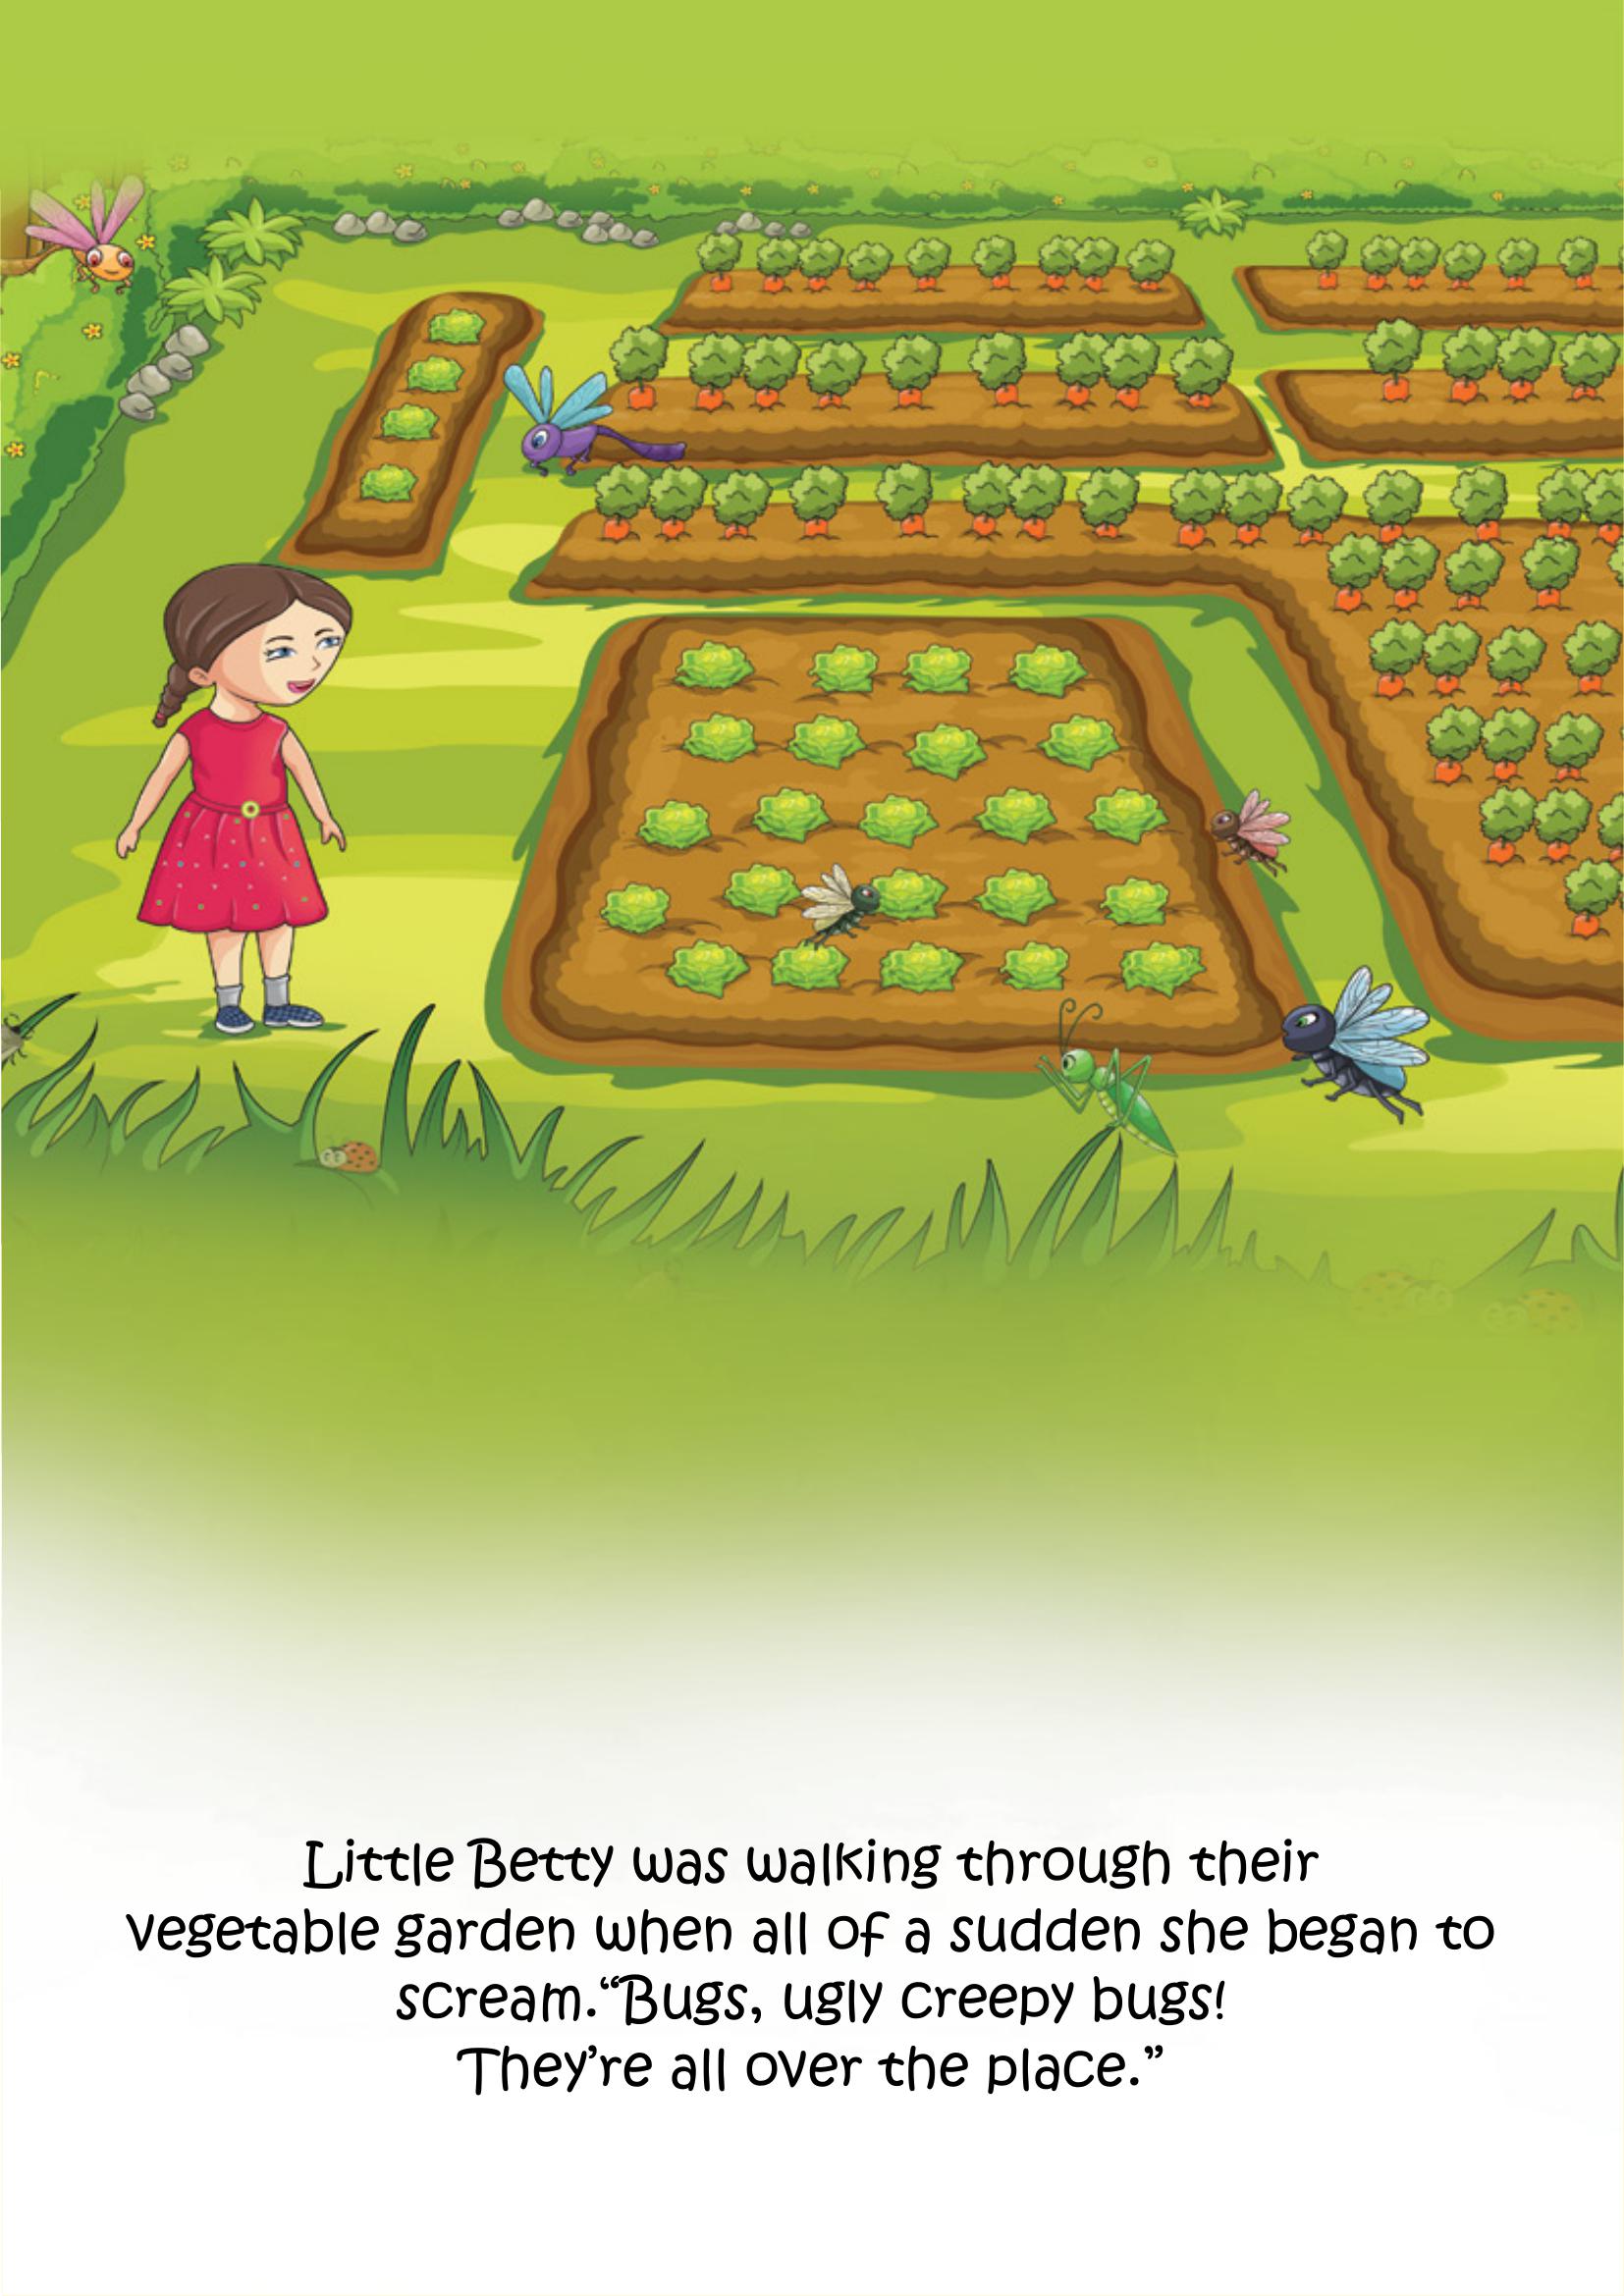 Little Betty was walking through their
vegetable garden when all of a sudden she began to
scream.“Bugs, ugly creepy bugs!
They’re all over the place.”